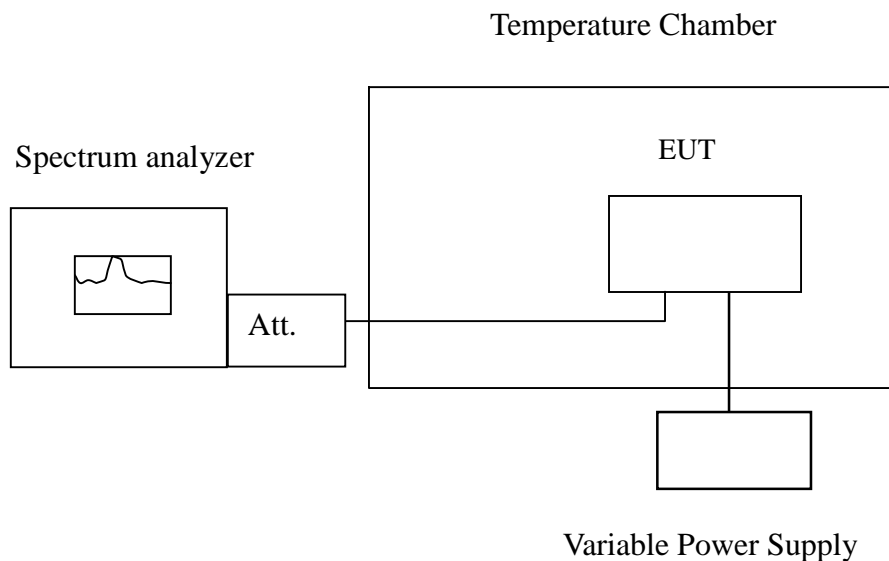 Temperature Chamber
Spectrum analyzer
EUT
Att.
Variable Power Supply